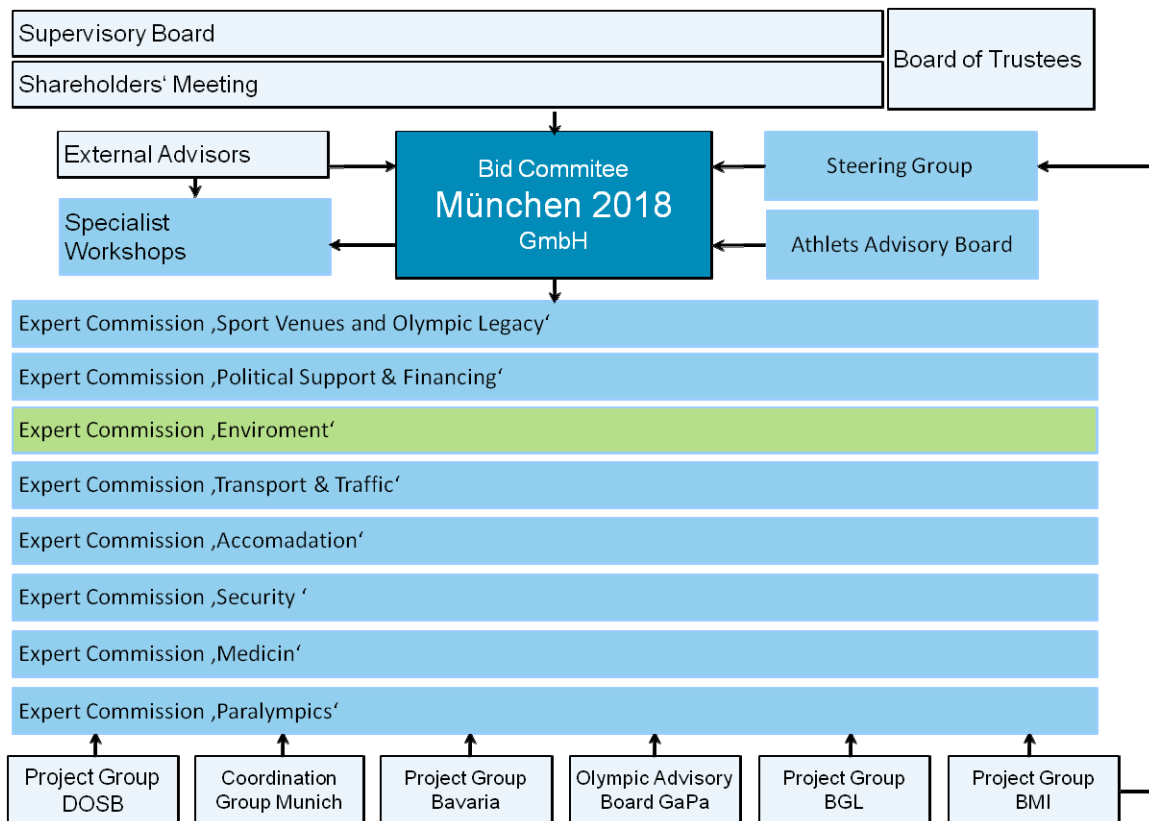 Supervisory Board
Board of Trustees
Shareholders‘ Meeting
External Advisors
Bid Commitee
München 2018
GmbH
Steering Group
Specialist
Workshops
Athlets Advisory Board
Expert Commission ‚Sport Venues and Olympic Legacy‘
Expert Commission ‚Political Support & Financing‘
Expert Commission ‚Enviroment‘
Expert Commission ‚Transport & Traffic‘
Expert Commission ‚Accomadation‘
Expert Commission ‚Security ‘
Expert Commission ‚Medicin‘
Expert Commission ‚Paralympics‘
Project Group
DOSB
Coordination
Group Munich
Project Group
Bavaria
Olympic Advisory
Board GaPa
Project Group
BGL
Project Group
BMI